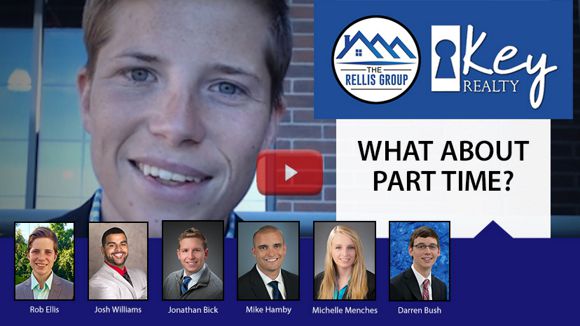 THE
RELLIS GROUP
Key
REALTY
WHAT ABOUT
PART TIME?
Rob Ellis
Josh Williams
Jonathan Bick
Mike Hamby
Michelle Menches
Darren Bush